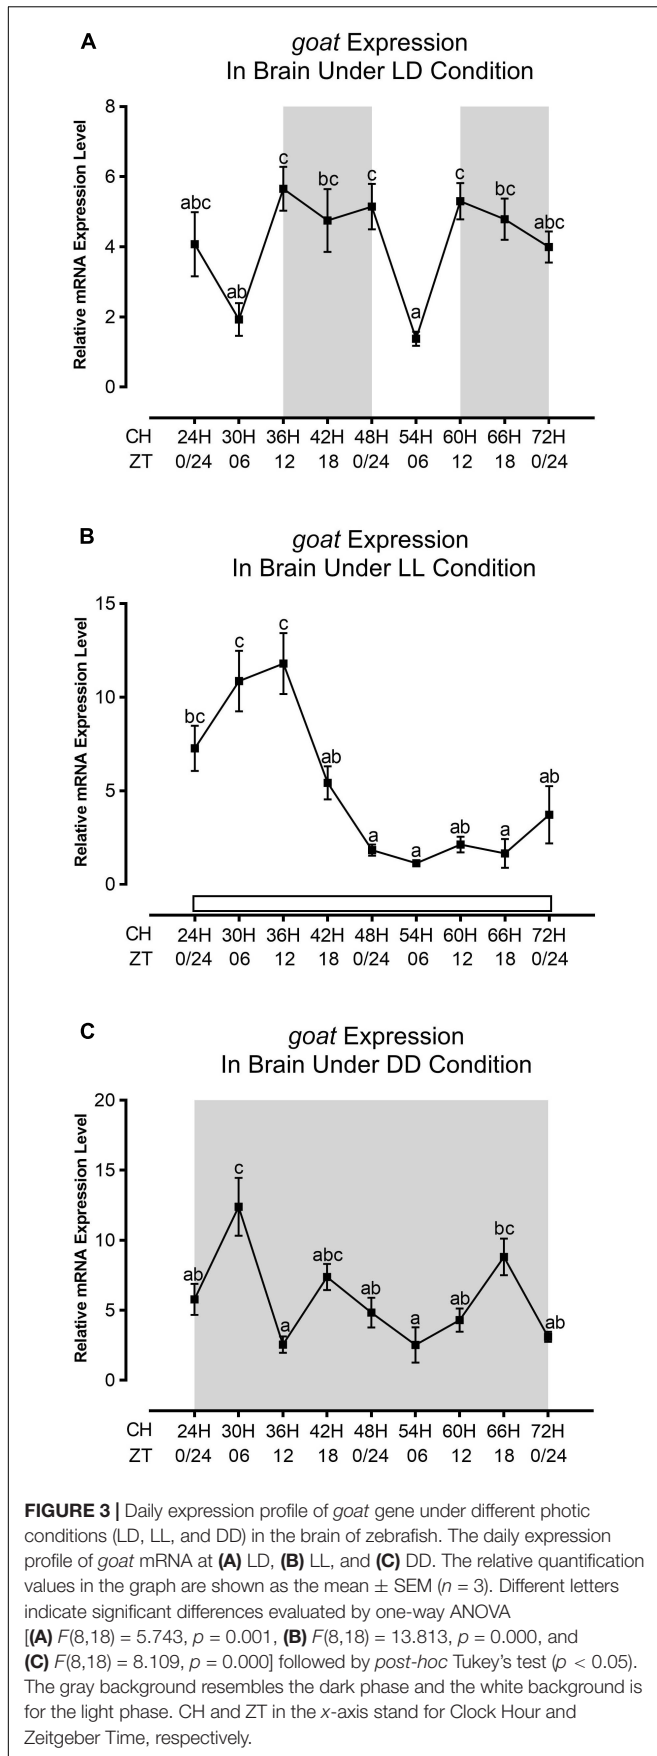 A
goat Expression
In Brain Under LD Condition
Relative mRNA Expression Level
8
6
4
2
0
abc
ab
c
bc
c
a
c
bc
abc
CH 24H 30H 36H 42H 48H 54H 60H 66H 72H
ZT 0/24 06 12 18 0/24 06 12 18 0/24
B
goat Expression
In Brain Under LL Condition
Relative mRNA Expression Level
15
10
5
0
bc
c
c
ab
a
a
ab
a
ab
CH 24H 30H 36H 42H 48H 54H 60H 66H 72H
ZT 0/24 06 12 18 0/24 06 12 18 0/24
C
goat Expression
In Brain Under DD Condition
Relative mRNA Expression Level
20
15
10
5
0
ab
c
a
abc
ab
a
ab
bc
ab
CH 24H 30H 36H 42H 48H 54H 60H 66H 72H
ZT 0/24 06 12 18 0/24 06 12 18 0/24
FIGURE 3 | Daily expression profile of goat gene under different photic
conditions (LD, LL, and DD) in the brain of zebrafish. The daily expression
profile of goat mRNA at (A) LD, (B) LL, and (C) DD. The relative quantification
values in the graph are shown as the mean ± SEM (n = 3). Different letters
indicate significant differences evaluated by one-way ANOVA
[(A) F(8,18) = 5.743, p = 0.001, (B) F(8,18) = 13.813, p = 0.000, and
(C) F(8,18) = 8.109, p = 0.000] followed by post-hoc Tukey's test (p < 0.05).
The gray background resembles the dark phase and the white background is
for the light phase. CH and ZT in the x-axis stand for Clock Hour and
Zeitgeber Time, respectively.